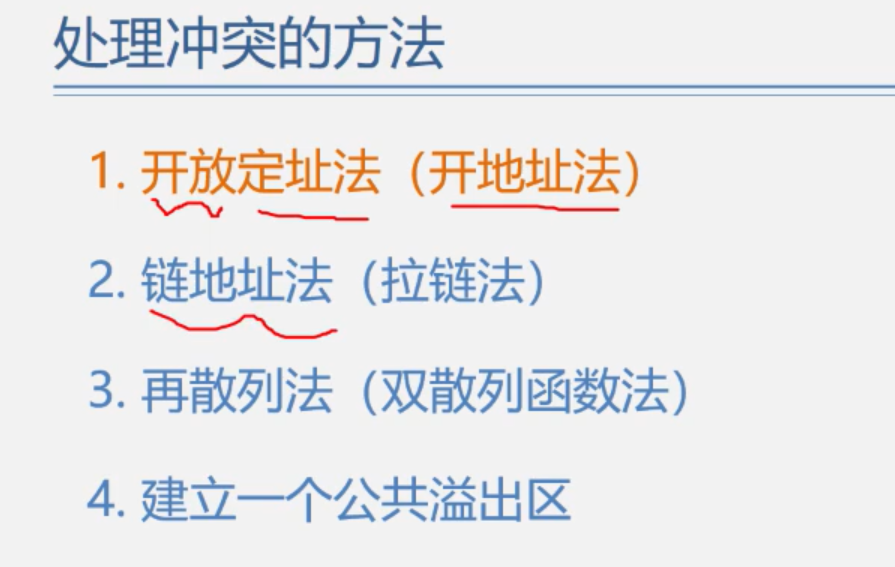 处理冲突的方法
1. 开放定址法（开地址法）
2. 链地址法（拉链法）
3. 再散列法（双散列函数法）
4. 建立一个公共溢出区